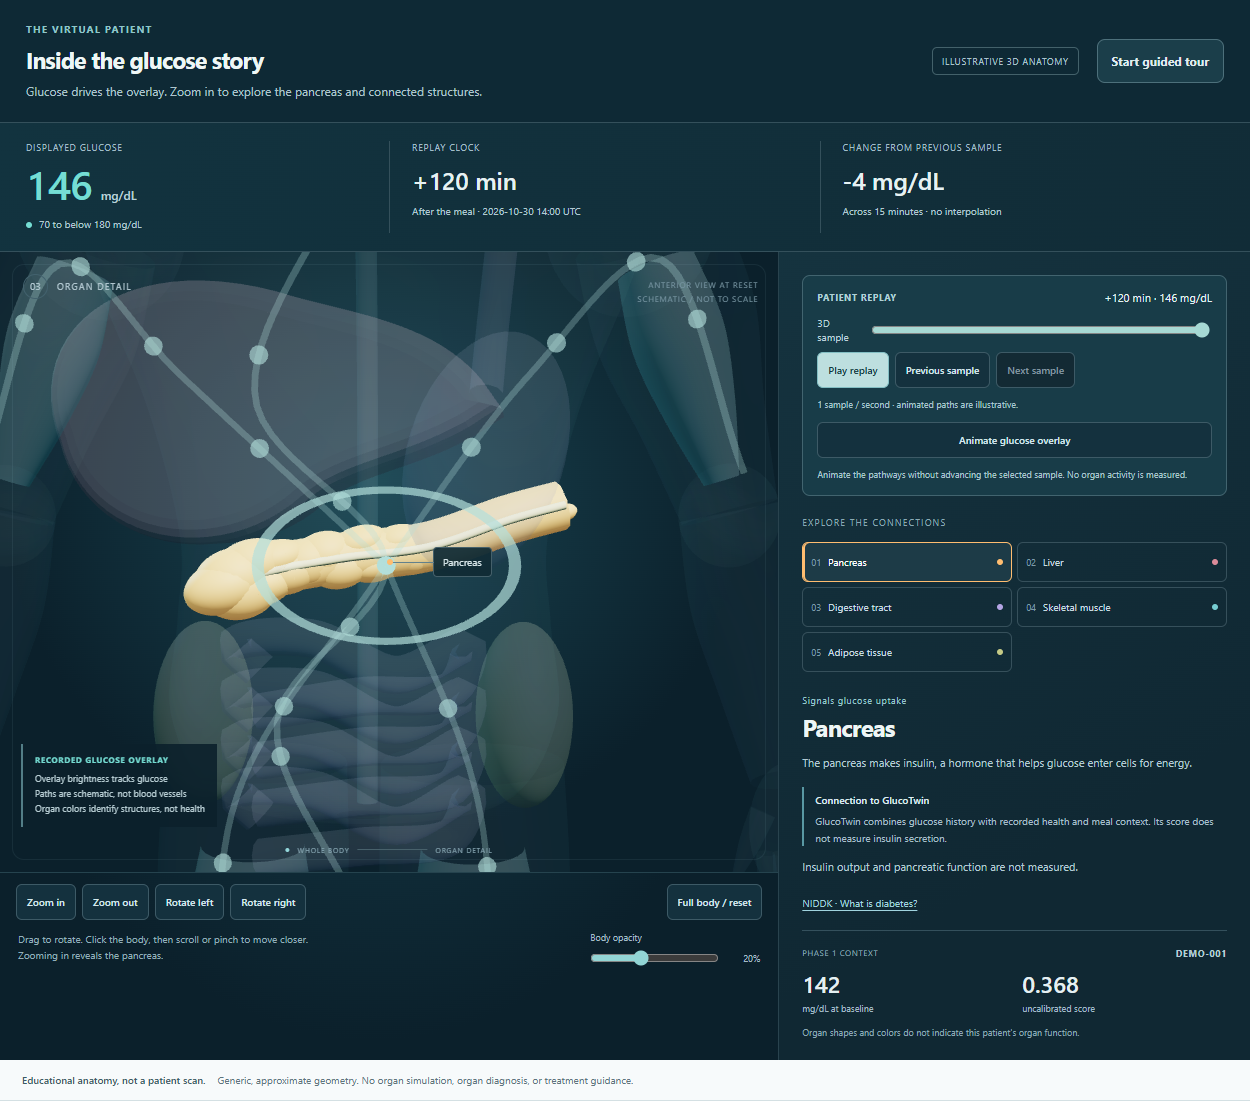 THE VIRTUAL PATIENT
Inside the glucose story
Glucose drives the overlay. Zoom in to explore the pancreas and connected structures.
ILLUSTRATIVE 3D ANATOMY
Start guided tour
DISPLAYED GLUCOSE
146 mg/dL
70 to below 180 mg/dL
REPLAY CLOCK
+120 min
After the meal · 2026-10-30 14:00 UTC
CHANGE FROM PREVIOUS SAMPLE
-4 mg/dL
Across 15 minutes · no interpolation
03 ORGAN DETAIL
ANTERIOR VIEW AT RESET
SCHEMATIC / NOT TO SCALE
Pancreas
RECORDED GLUCOSE OVERLAY
Overlay brightness tracks glucose
Paths are schematic, not blood vessels
Organ colors identify structures, not health
WHOLE BODY
ORGAN DETAIL
Zoom in
Zoom out
Rotate left
Rotate right
Full body / reset
Drag to rotate. Click the body, then scroll or pinch to move closer.
Zooming in reveals the pancreas.
Body opacity
20%
PATIENT REPLAY
+120 min · 146 mg/dL
3D
sample
Play replay
Previous sample
Next sample
1 sample / second · animated paths are illustrative.
Animate glucose overlay
Animate the pathways without advancing the selected sample. No organ activity is measured.
EXPLORE THE CONNECTIONS
01 Pancreas
02 Liver
03 Digestive tract
04 Skeletal muscle
05 Adipose tissue
Signals glucose uptake
Pancreas
The pancreas makes insulin, a hormone that helps glucose enter cells for energy.
Connection to GlucoTwin
GlucoTwin combines glucose history with recorded health and meal context. Its score does
not measure insulin secretion.
Insulin output and pancreatic function are not measured.
NIDDK · What is diabetes?
PHASE 1 CONTEXT
DEMO-001
142
mg/dL at baseline
0.368
uncalibrated score
Organ shapes and colors do not indicate this patient's organ function.
Educational anatomy, not a patient scan. Generic, approximate geometry. No organ simulation, organ diagnosis, or treatment guidance.